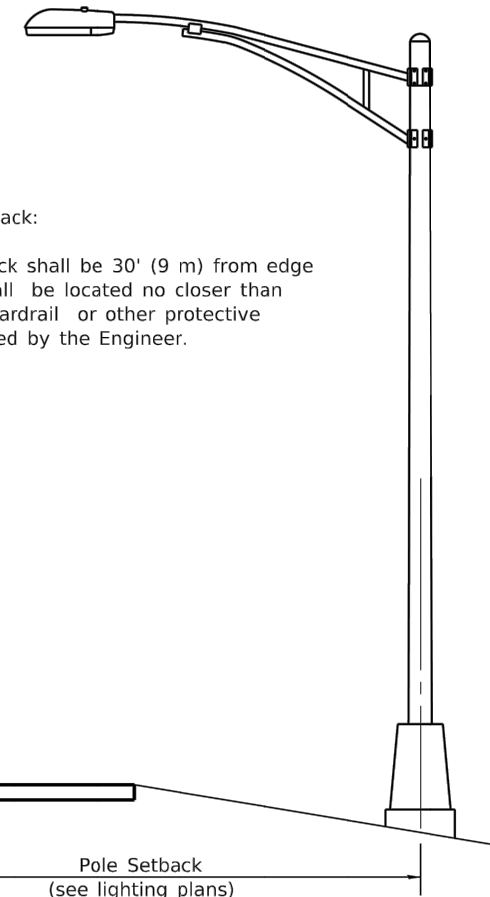 ack:
ck shall be 30' (9 m) from edge
all be located no closer than
ardrail or other protective
ed by the Engineer.
Pole Setback
(see lighting plans)